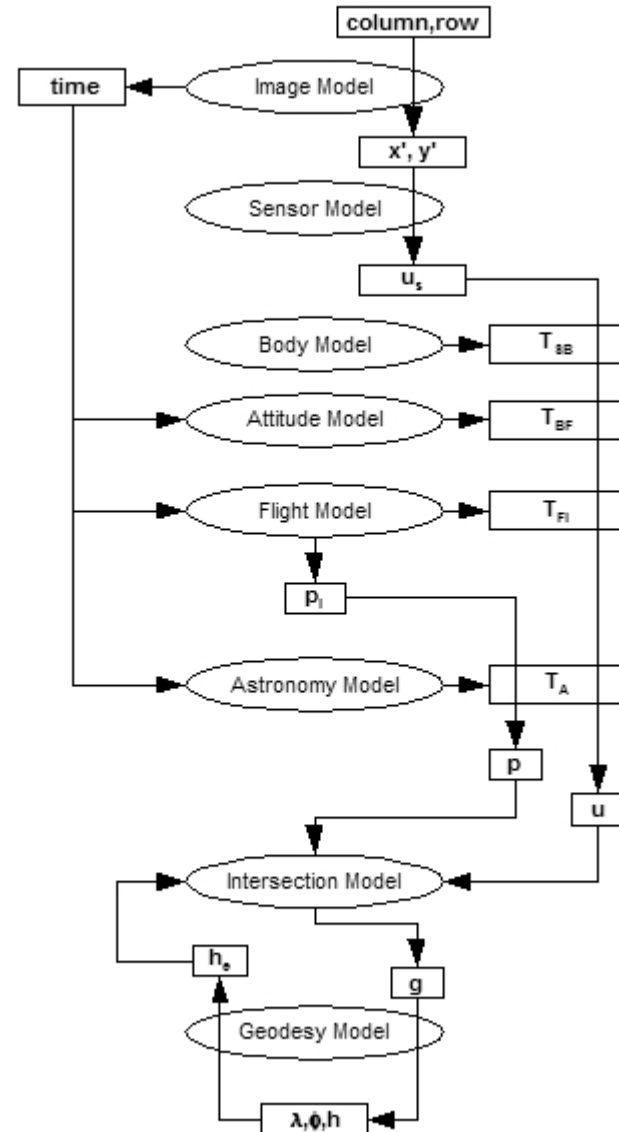 column,row
time
Image Model
x', y'
Sensor Model
uₛ
Body Model
T_SB
Attitude Model
T_BF
Flight Model
T_FI
p_I
Astronomy Model
T_A
p
u
Intersection Model
hₑ
g
Geodesy Model
λ,ϕ,h